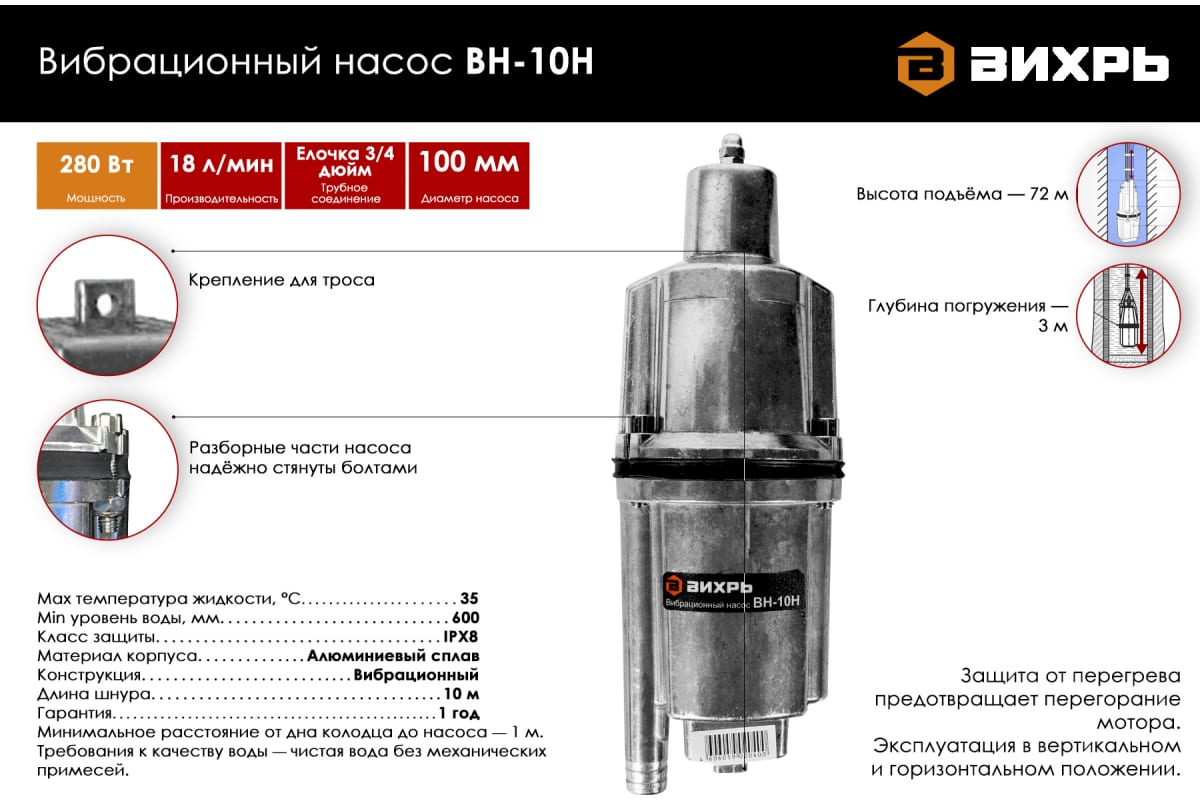 Вибрационный насос ВН-10Н
ВИХРЬ
280 Вт
Мощность
18 л/мин
Производительность
Елочка 3/4
дюйм
Трубное
соединение
100 мм
Диаметр насоса
Высота подъёма — 72 м
Глубина погружения —
3 м
Крепление для троса
Разборные части насоса
надёжно стянуты болтами
ВИХРЬ
Вибрационный насос ВН-10Н
Max температура жидкости, °С......................35
Min уровень воды, мм.................................600
Класс защиты.........................................IPX8
Материал корпуса...............Алюминиевый сплав
Конструкция..........................Вибрационный
Длина шнура..........................................10 м
Гарантия..............................................1 год
Минимальное расстояние от дна колодца до насоса — 1 м.
Требования к качеству воды — чистая вода без механических
примесей.
Защита от перегрева
предотвращает перегорание
мотора.
Эксплуатация в вертикальном
и горизонтальном положении.